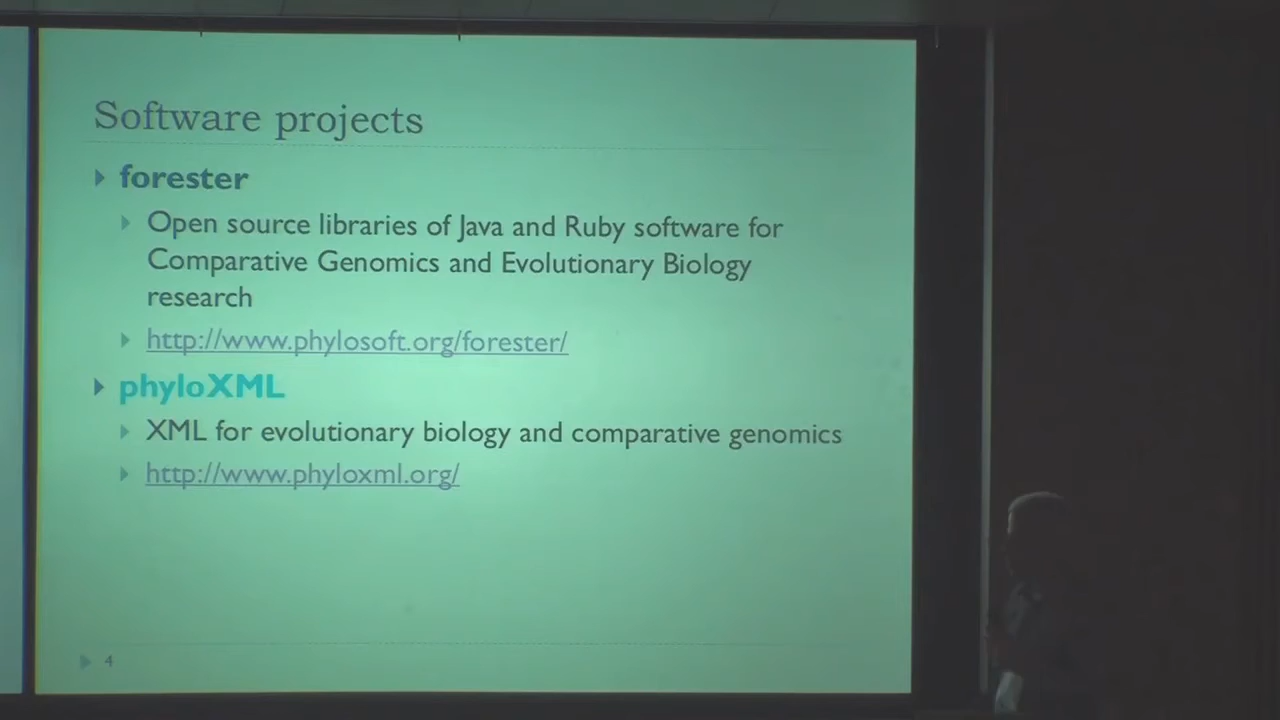 Software projects
forester
Open source libraries of Java and Ruby software for
Comparative Genomics and Evolutionary Biology
research
http://www.phylosoft.org/forester/
phyloXML
XML for evolutionary biology and comparative genomics
http://www.phyloxml.org/
4